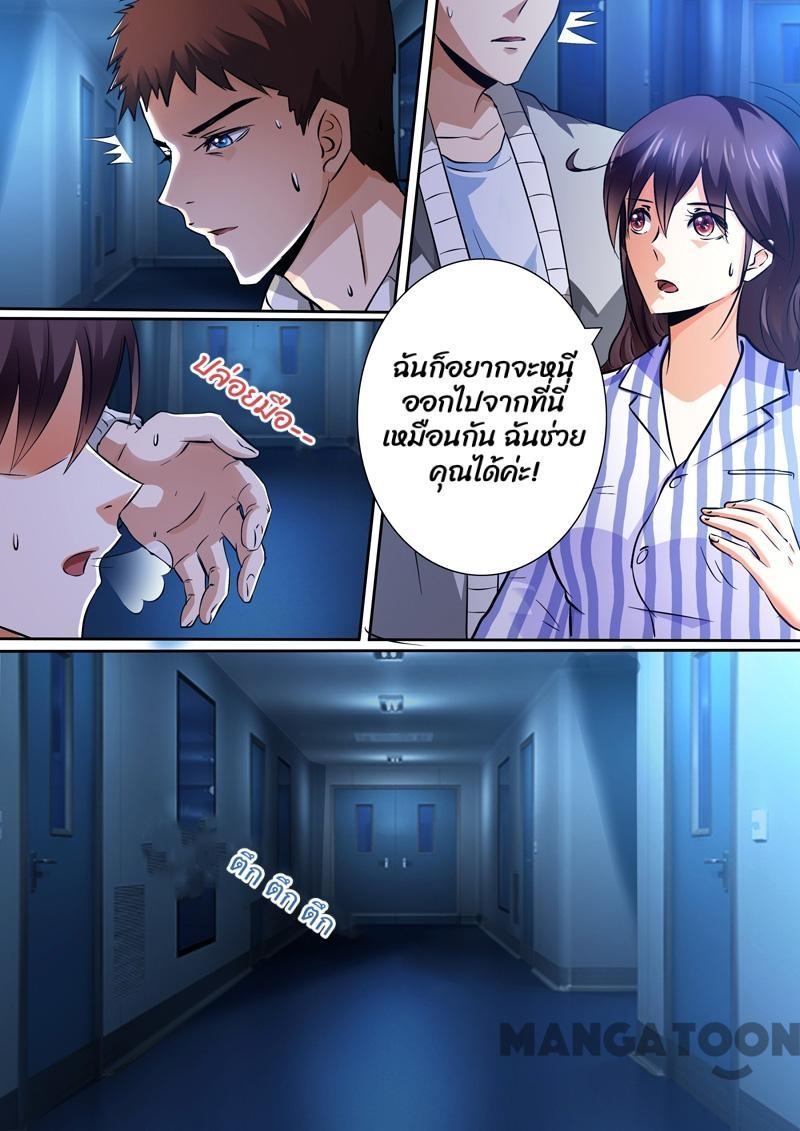 ฉันก็อยากจะหนี
ออกไปจากที่นี่
เหมือนกัน ฉันช่วย
คุณได้ค่ะ!
ปล่อยมือ--
ตึก ตึก ตึก
MANGATOON